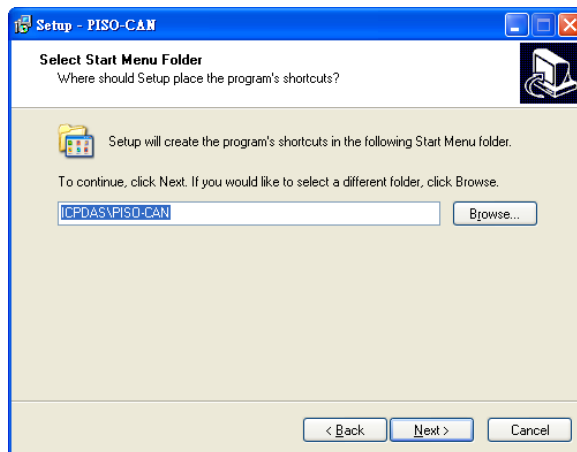 Setup - PISO-CAN
Select Start Menu Folder
Where should Setup place the program's shortcuts?
Setup will create the program's shortcuts in the following Start Menu folder.
To continue, click Next. If you would like to select a different folder, click Browse.
ICPDAS\PISO-CAN
Browse...
< Back
Next >
Cancel